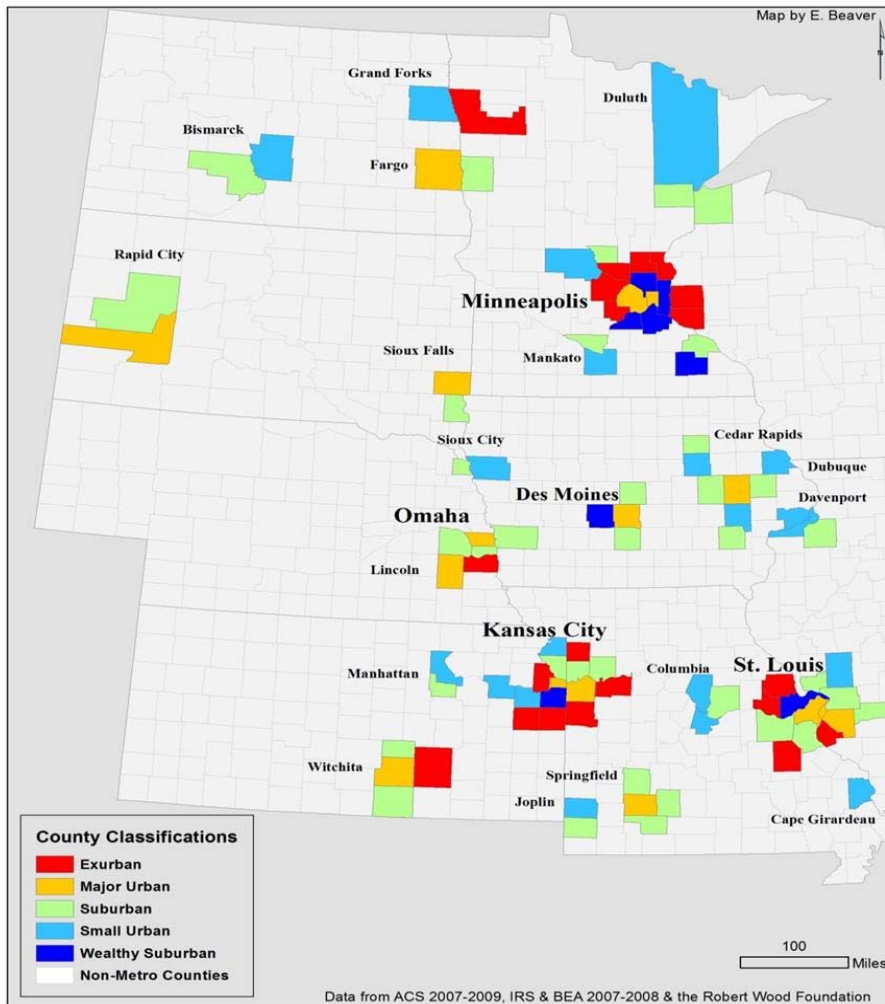 Map by E. Beaver
Grand Forks
Duluth
Bismarck
Fargo
Rapid City
Minneapolis
Sioux Falls
Mankato
Sioux City
Cedar Rapids
Dubuque
Des Moines
Davenport
Omaha
Lincoln
Kansas City
Manhattan
Columbia
St. Louis
Witchita
Springfield
Joplin
Cape Girardeau
County Classifications
Exurban
Major Urban
Suburban
Small Urban
Wealthy Suburban
Non-Metro Counties
100
Miles
Data from ACS 2007-2009, IRS & BEA 2007-2008 & the Robert Wood Foundation